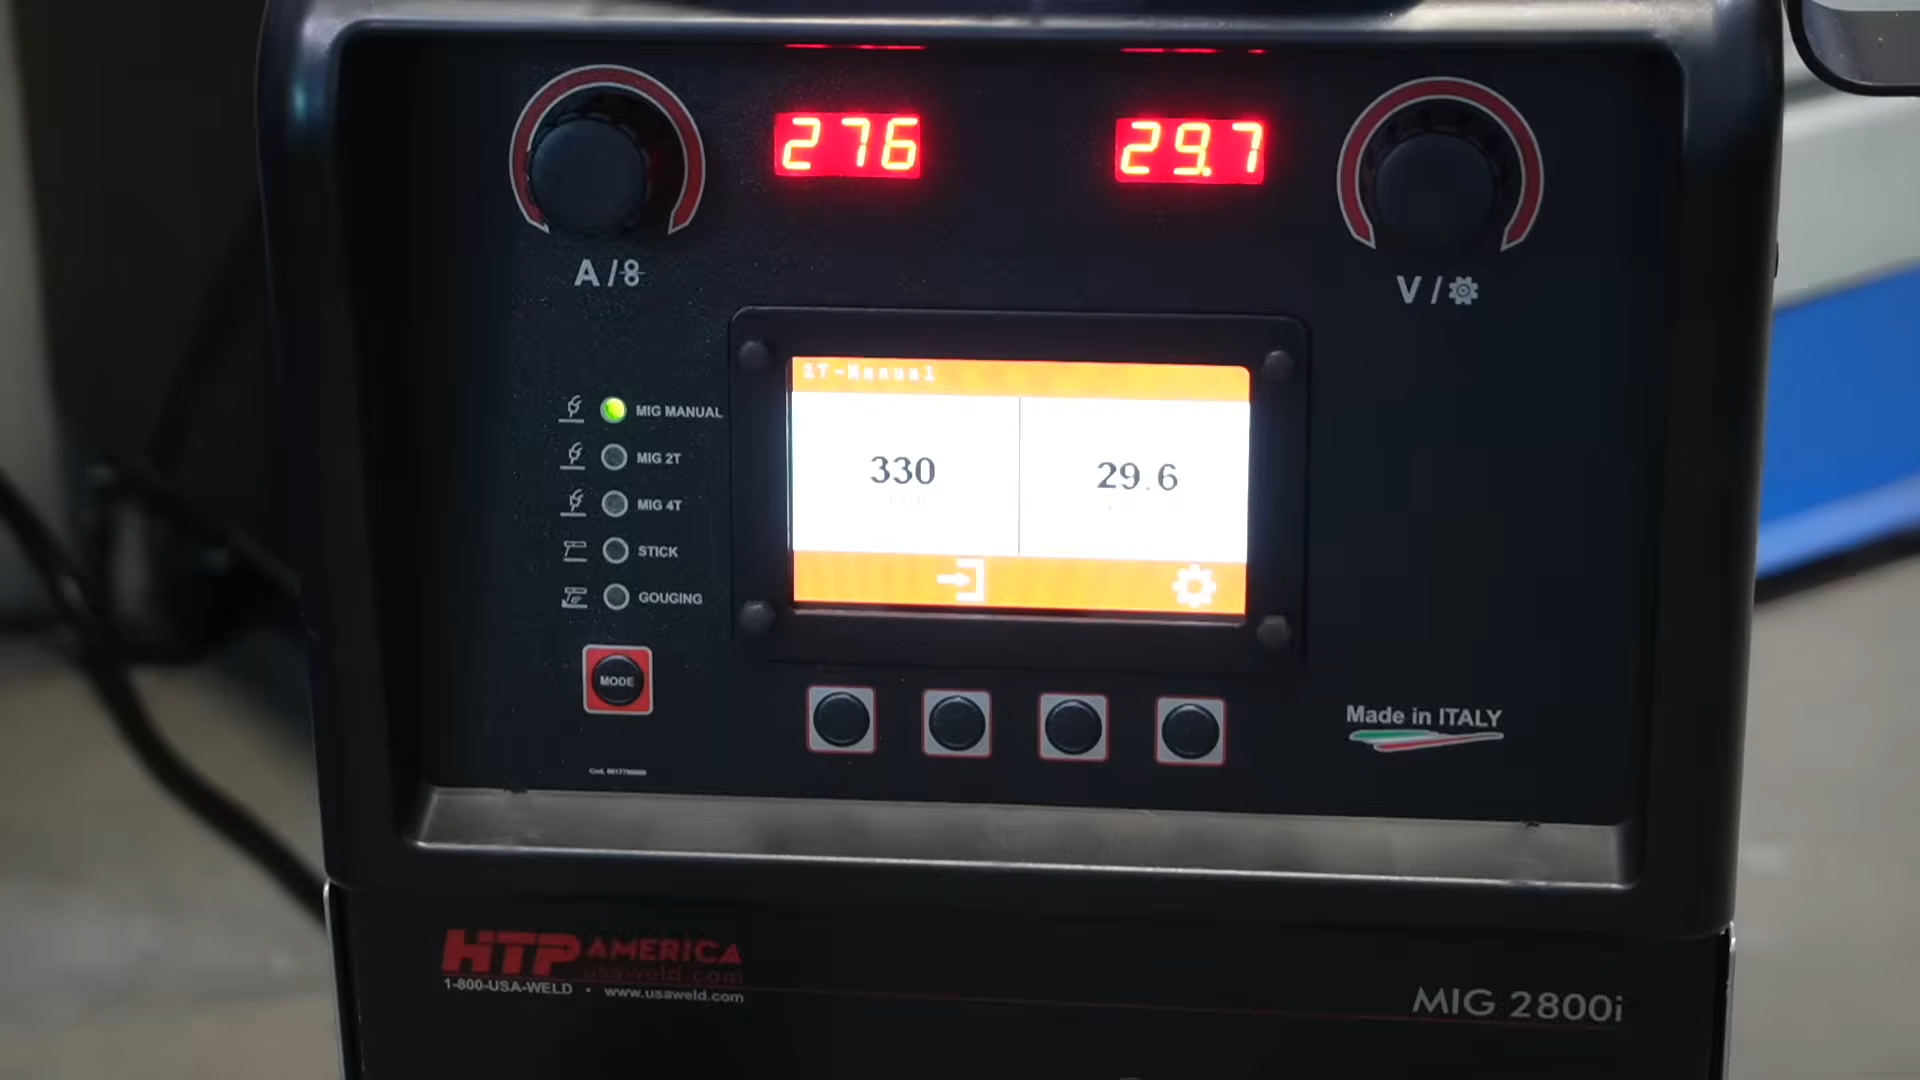 276
29.7
A /
V /
2T-Manual
330
29.6
MIG MANUAL
MIG 2T
MIG 4T
STICK
GOUGING
MODE
Made in ITALY
HTP AMERICA
usaweld.com
1-800-USA-WELD • www.usaweld.com
MIG 2800i